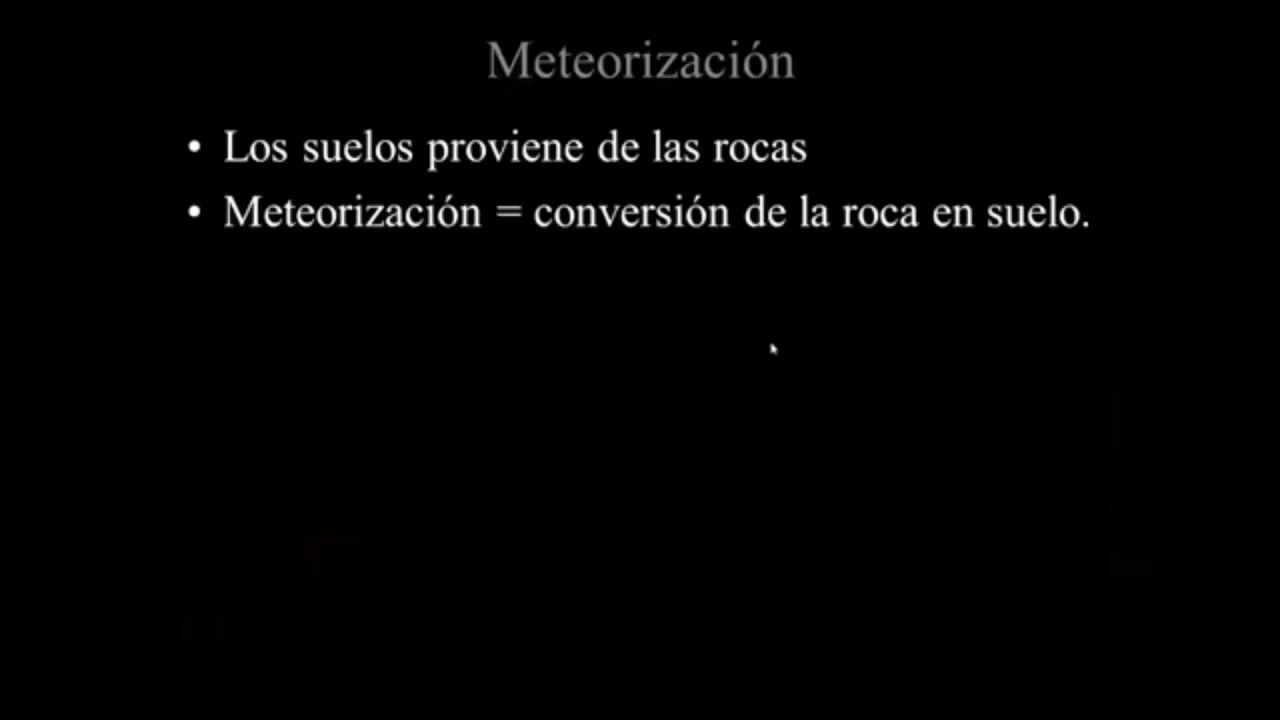 Meteorización
• Los suelos proviene de las rocas
• Meteorización = conversión de la roca en suelo.